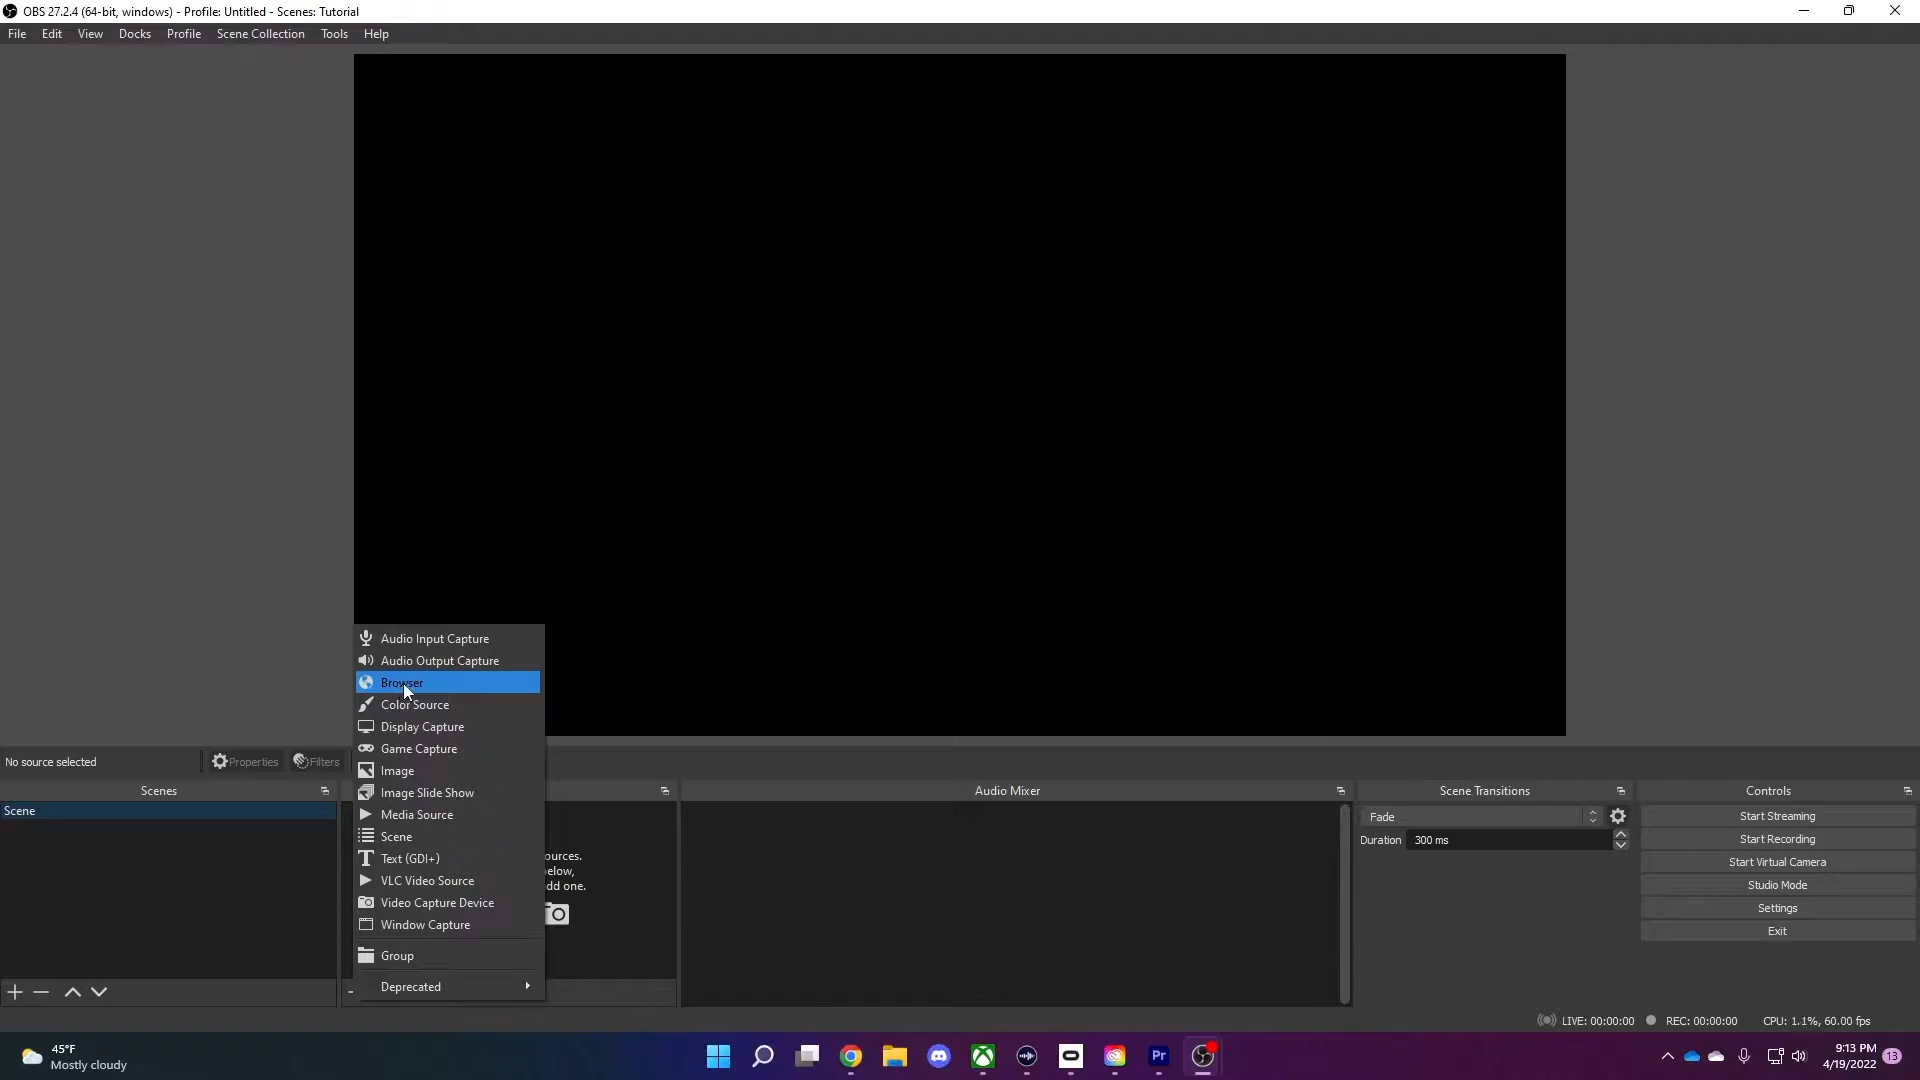 OBS 27.2.4 (64-bit, windows) - Profile: Untitled - Scenes: Tutorial
File Edit View Docks Profile Scene Collection Tools Help
Audio Input Capture
Audio Output Capture
Browser
Color Source
Display Capture
Game Capture
Image
Image Slide Show
Media Source
Scene
Text (GDI+)
VLC Video Source
Video Capture Device
Window Capture
Group
Deprecated
No source selected
Properties
Filters
Scenes
Scene
ources.
elow,
dd one.
Audio Mixer
Scene Transitions
Fade
Duration 300 ms
Controls
Start Streaming
Start Recording
Start Virtual Camera
Studio Mode
Settings
Exit
LIVE: 00:00:00 REC: 00:00:00 CPU: 1.1%, 60.00 fps
45°F
Mostly cloudy
Pr
9:13 PM
4/19/2022
13